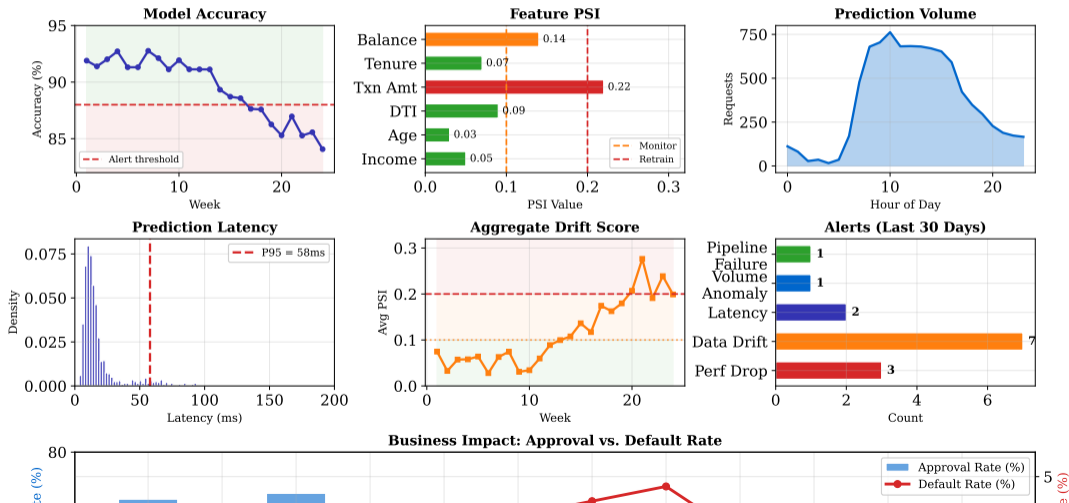 Model Accuracy
95
90
85
Accuracy (%)
Alert threshold
0
10
20
Week
Feature PSI
Balance
Tenure
Txn Amt
DTI
Age
Income
0.14
0.07
0.22
0.09
0.03
0.05
Monitor
Retrain
0.0
0.1
0.2
0.3
PSI Value
Prediction Volume
750
500
250
0
Requests
0
10
20
Hour of Day
Prediction Latency
0.075
0.050
0.025
0.000
Density
P95 = 58ms
0
50
100
150
200
Latency (ms)
Aggregate Drift Score
0.3
0.2
0.1
0.0
Avg PSI
0
10
20
Week
Alerts (Last 30 Days)
Pipeline
Failure
Volume
Anomaly
Latency
Data Drift
Perf Drop
1
1
2
7
3
0
2
4
6
Count
Business Impact: Approval vs. Default Rate
80
5
Approval Rate (%)
Default Rate (%)
(%)
(%)